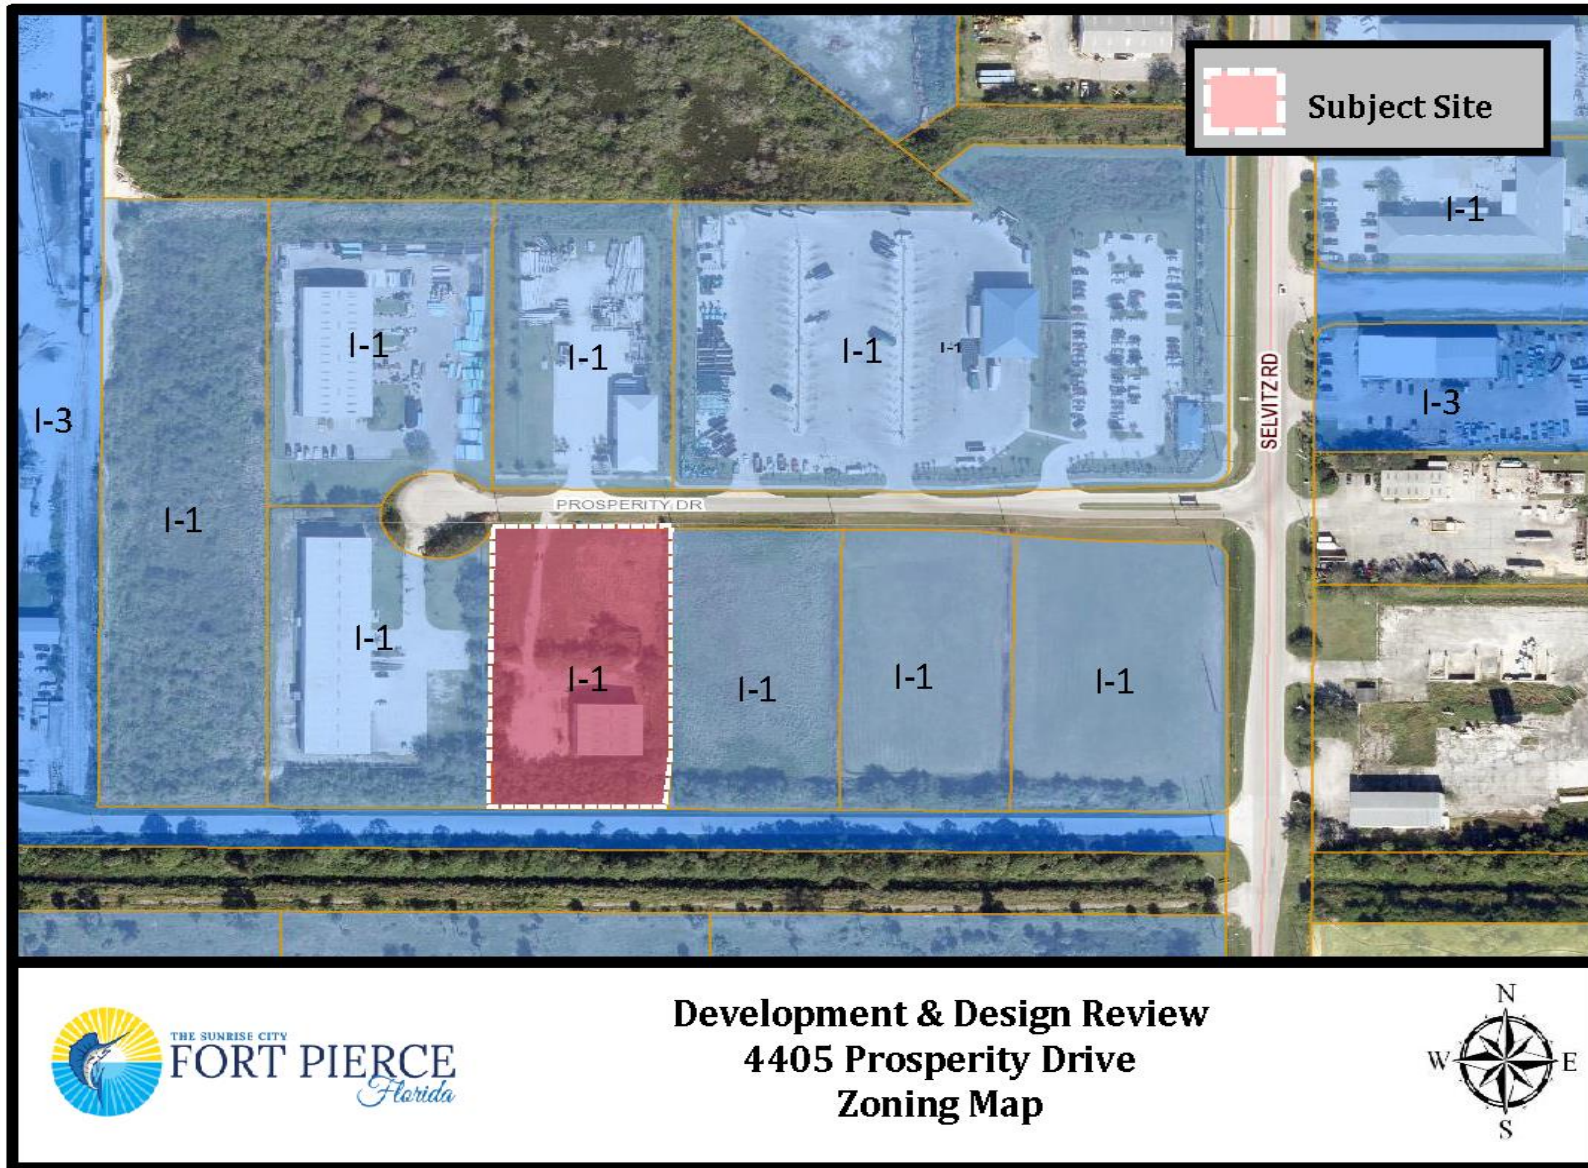 Subject Site
I-1
I-1
I-1
I-1
I-1
I-3
I-3
SELVITZ RD
PROSPERITY DR
I-1
I-1
I-1
I-1
I-1
I-1
THE SUNRISE CITY
FORT PIERCE
Florida
Development & Design Review
4405 Prosperity Drive
Zoning Map
N
W
E
S